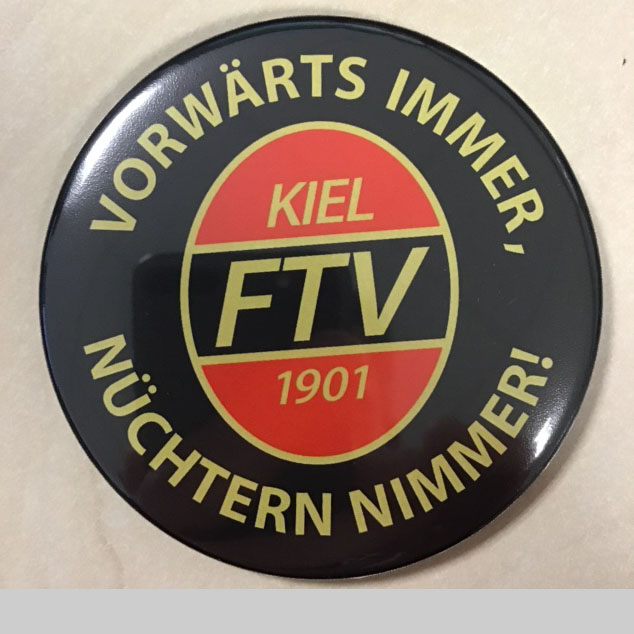 VORWÄRTS IMMER,
KIEL
FTV
1901
NÜCHTERN NIMMER!